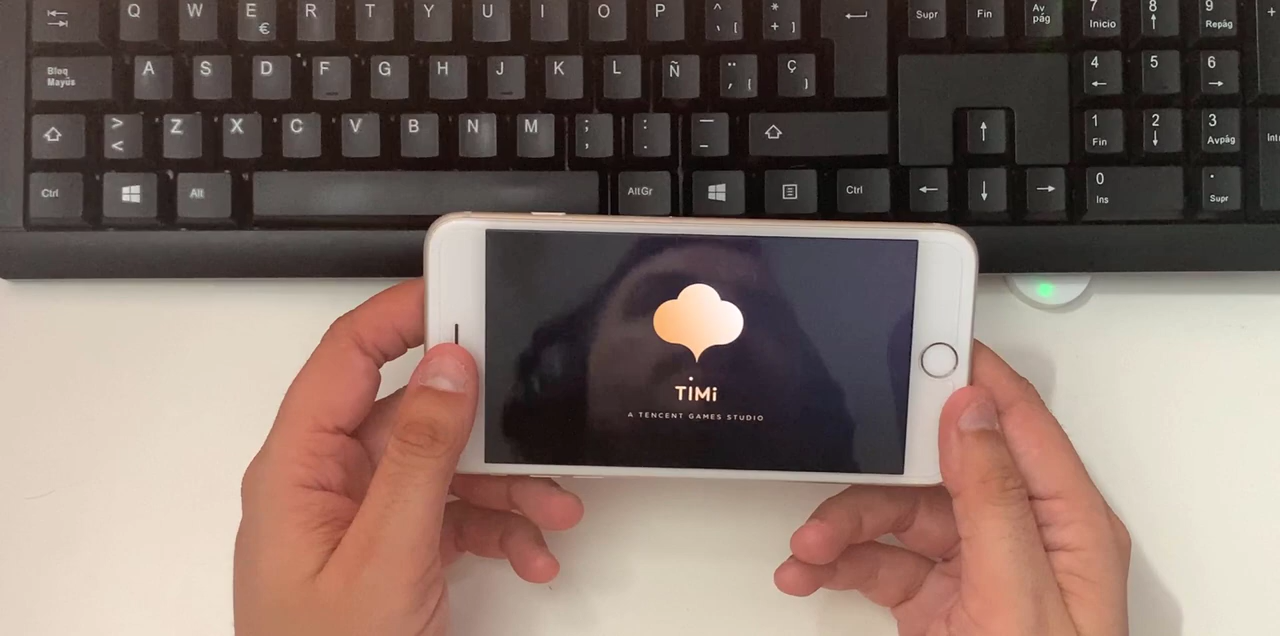 Q W E R T Y U I O P ^ * Supr Fin Av pág 7 8 9 +
€ ` [ + ] Inicio ↑ Repág
Bloq Mayús A S D F G H J K L Ñ ¨ Ç 4 5 6
´ { } ← →
> < Z X C V B N M ; , : . _ - ↑ 1 2 3
Fin ↓ Avpág Int
Ctrl Alt AltGr Ctrl ← ↓ → 0 .
Ins Supr
TiMi
A TENCENT GAMES STUDIO